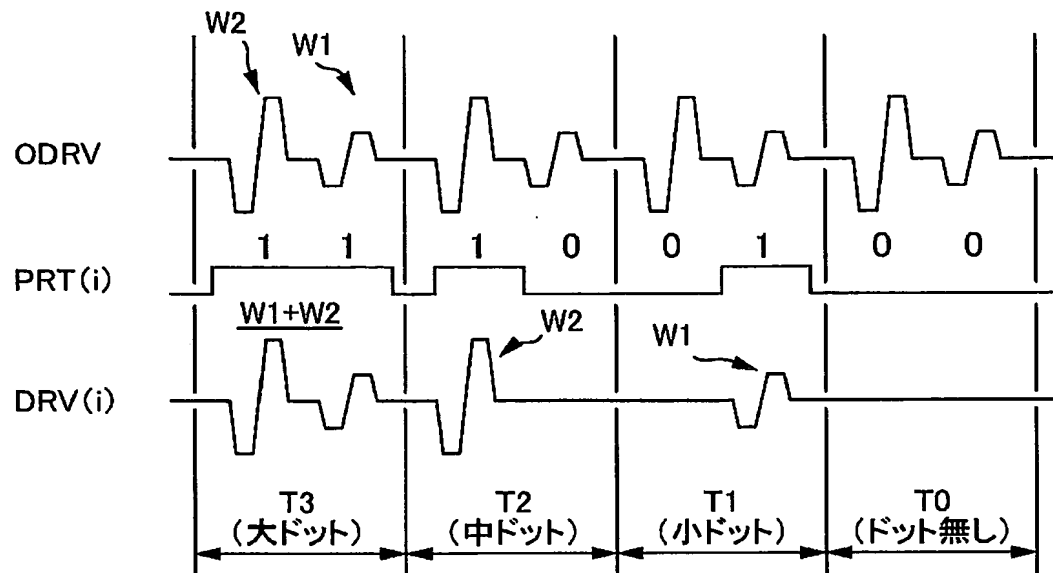 W2 W1
ODRV
1 1 1 0 0 1 0 0
PRT(i)
W1+W2 W2 W1
DRV(i)
T3 T2 T1 T0
(大ドット) (中ドット) (小ドット) (ドット無し)